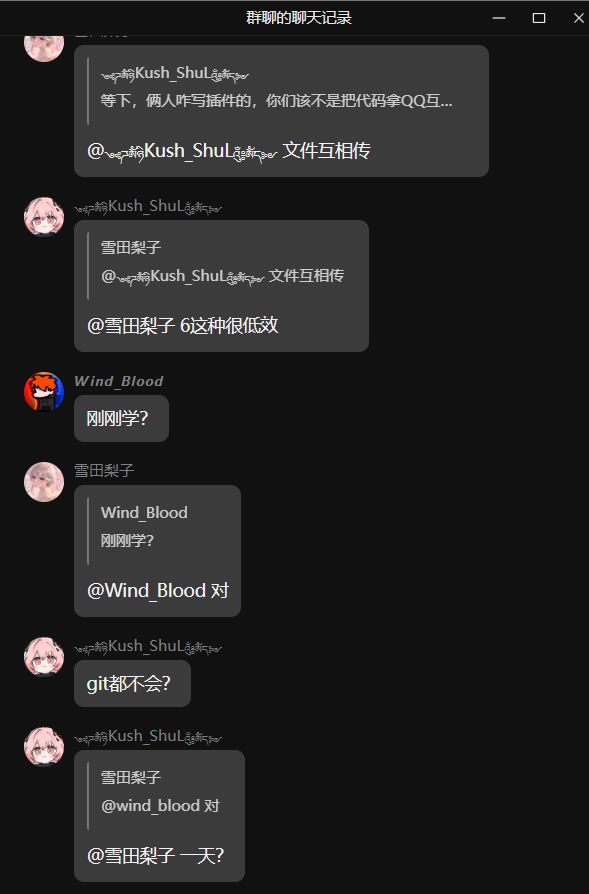 群聊的聊天记录
Kush_ShuL
等下，俩人咋写插件的，你们该不是把代码拿QQ互...
@Kush_ShuL 文件互相传
Kush_ShuL
雪田梨子
@Kush_ShuL 文件互相传
@雪田梨子 6这种很低效
Wind_Blood
刚刚学？
雪田梨子
Wind_Blood
刚刚学？
@Wind_Blood 对
Kush_ShuL
git都不会？
Kush_ShuL
雪田梨子
@wind_blood 对
@雪田梨子 一天？